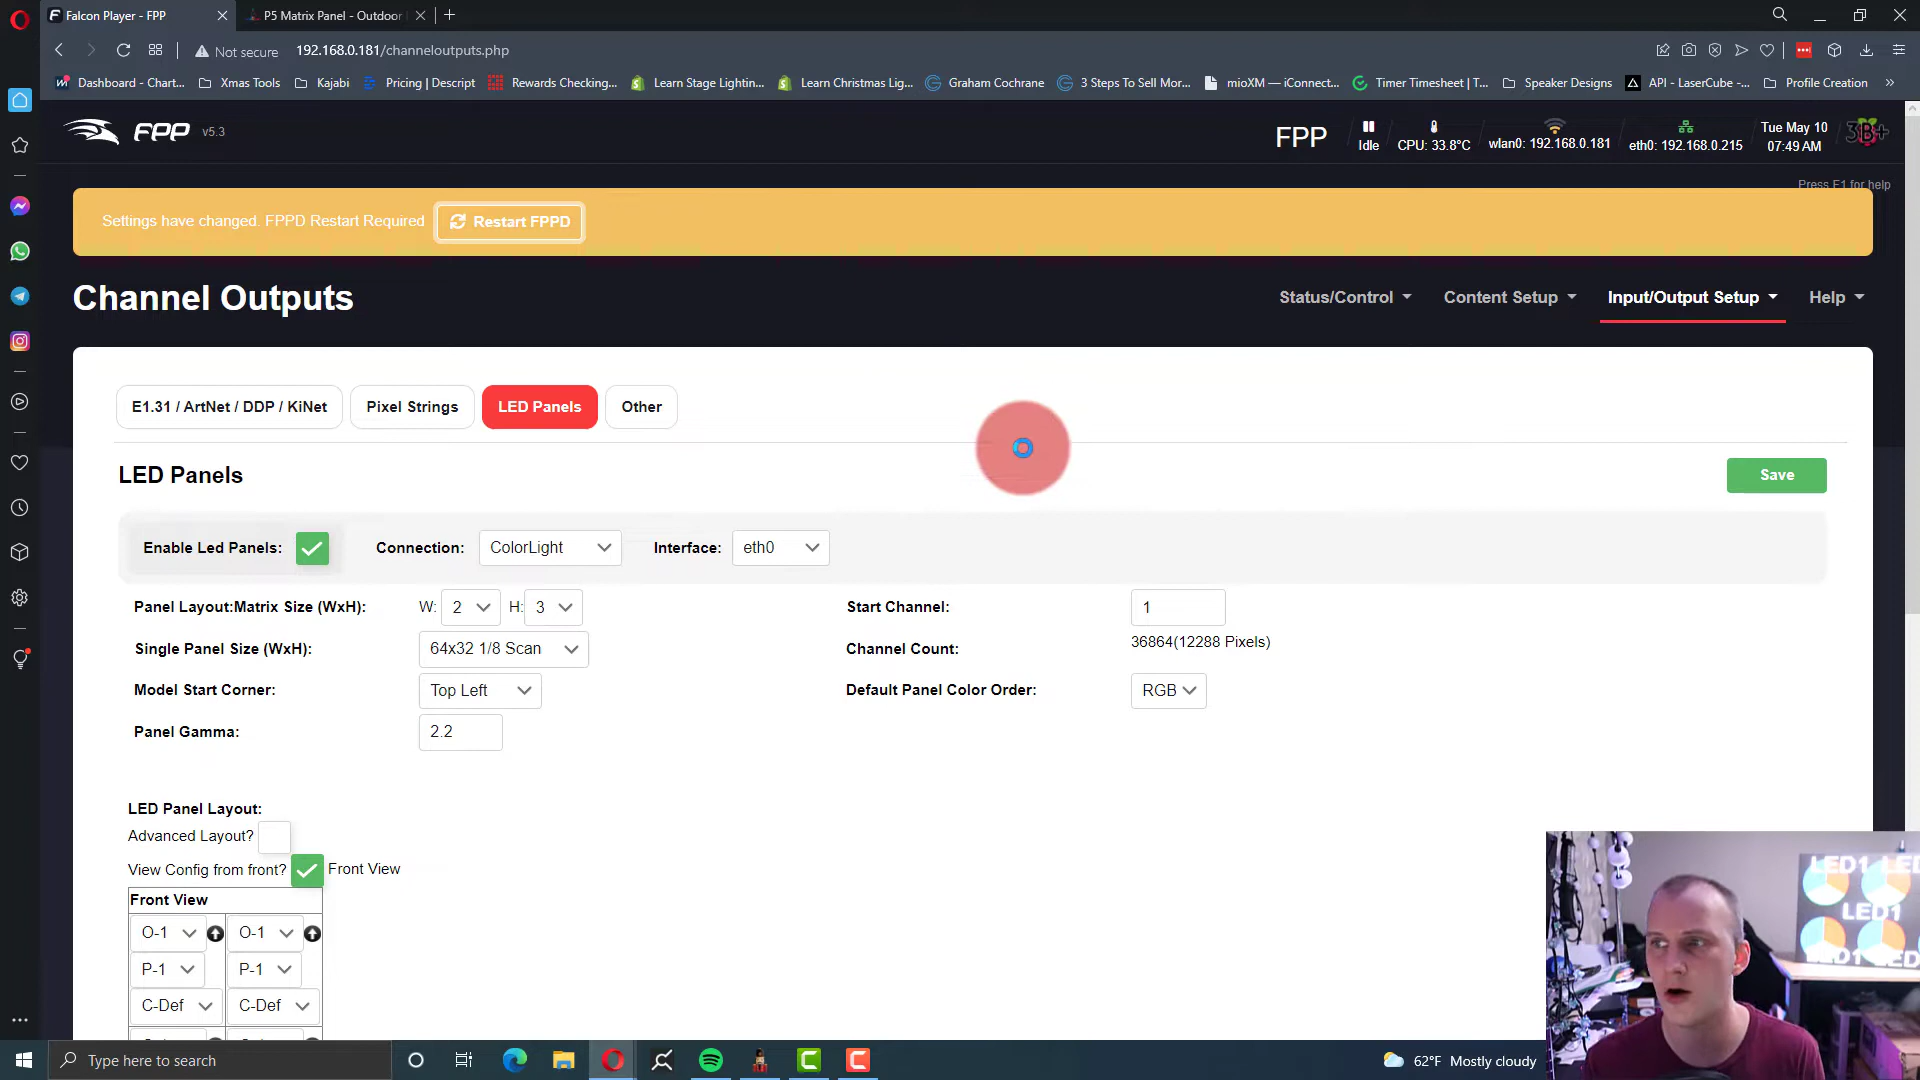 Falcon Player - FPP
P5 Matrix Panel - Outdoor
Not secure 192.168.0.181/channeloutputs.php
Dashboard - Chart... Xmas Tools Kajabi Pricing | Descript Rewards Checking... Learn Stage Lightin... Learn Christmas Lig... Graham Cochrane 3 Steps To Sell Mor... mioXM — iConnect... Timer Timesheet | T... Speaker Designs API - LaserCube -... Profile Creation »
FPP v5.3
FPP Idle CPU: 33.8°C wlan0: 192.168.0.181 eth0: 192.168.0.215 Tue May 10 07:49 AM 3B+
Press F1 for help
Settings have changed. FPPD Restart Required Restart FPPD
Channel Outputs
Status/Control Content Setup Input/Output Setup Help
E1.31 / ArtNet / DDP / KiNet Pixel Strings LED Panels Other
LED Panels
Save
Enable Led Panels: Connection: ColorLight Interface: eth0
Panel Layout:Matrix Size (WxH): W: 2 H: 3 Start Channel: 1
Single Panel Size (WxH): 64x32 1/8 Scan Channel Count: 36864(12288 Pixels)
Model Start Corner: Top Left Default Panel Color Order: RGB
Panel Gamma: 2.2
LED Panel Layout:
Advanced Layout?
View Config from front? Front View
Front View
O-1 O-1
P-1 P-1
C-Def C-Def
LED1 LE
LED1
LED1 LED
Type here to search
62°F Mostly cloudy